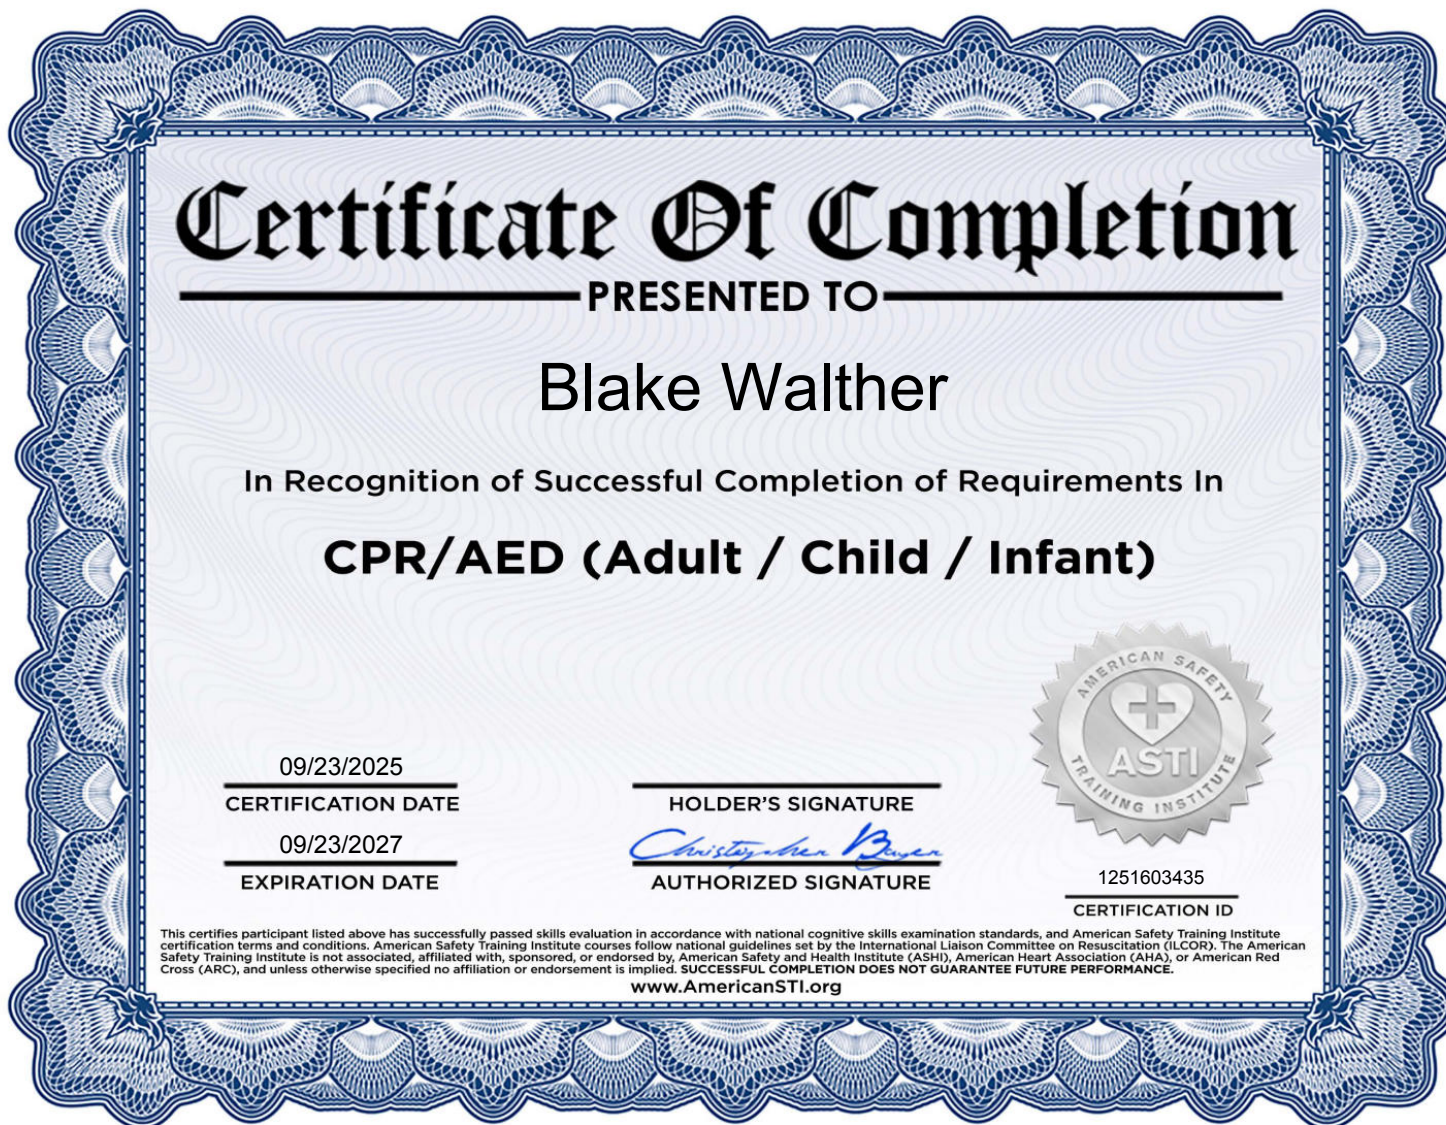 Certificate Of Completion
PRESENTED TO
Blake Walther
In Recognition of Successful Completion of Requirements In
CPR/AED (Adult / Child / Infant)
AMERICAN SAFETY
ASTI
TRAINING INSTITUTE
09/23/2025
CERTIFICATION DATE
09/23/2027
EXPIRATION DATE
HOLDER'S SIGNATURE
Christopher Bayer
AUTHORIZED SIGNATURE
1251603435
CERTIFICATION ID
This certifies participant listed above has successfully passed skills evaluation in accordance with national cognitive skills examination standards, and American Safety Training Institute
certification terms and conditions. American Safety Training Institute courses follow national guidelines set by the International Liaison Committee on Resuscitation (ILCOR). The American
Safety Training Institute is not associated, affiliated with, sponsored, or endorsed by, American Safety and Health Institute (ASHI), American Heart Association (AHA), or American Red
Cross (ARC), and unless otherwise specified no affiliation or endorsement is implied. SUCCESSFUL COMPLETION DOES NOT GUARANTEE FUTURE PERFORMANCE.
www.AmericanSTI.org